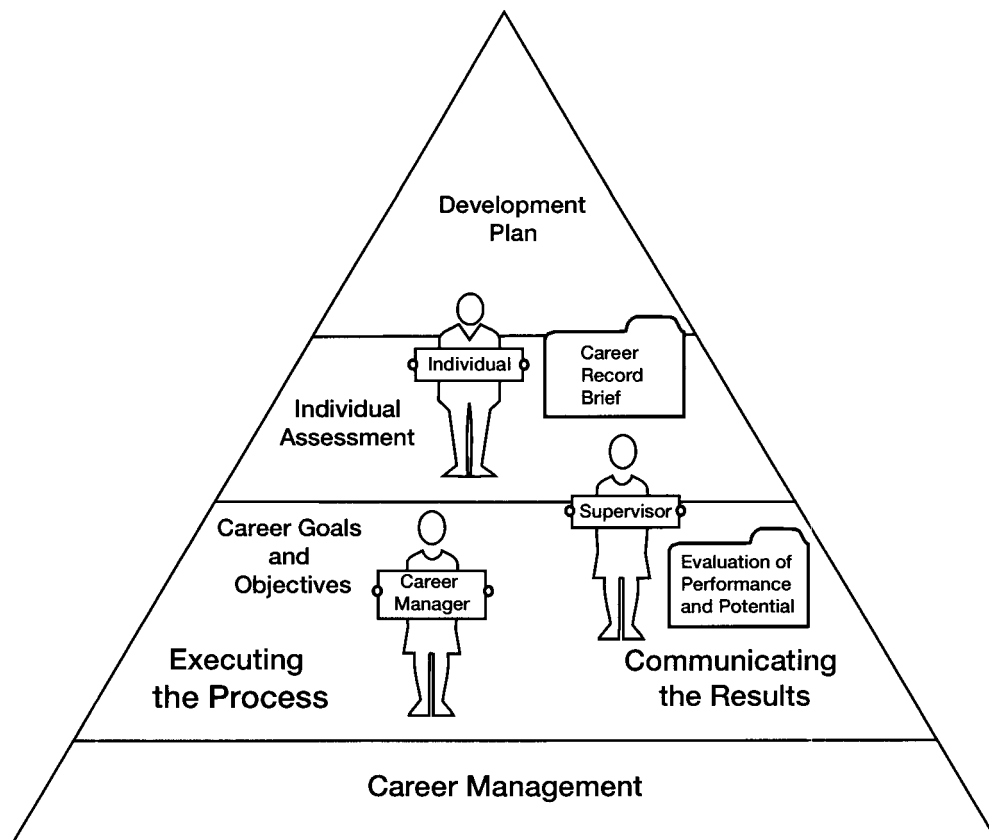 Development
Plan
Individual
Career
Record
Brief
Individual
Assessment
Supervisor
Career Goals
and
Objectives
Career
Manager
Evaluation of
Performance
and Potential
Executing
the Process
Communicating
the Results
Career Management